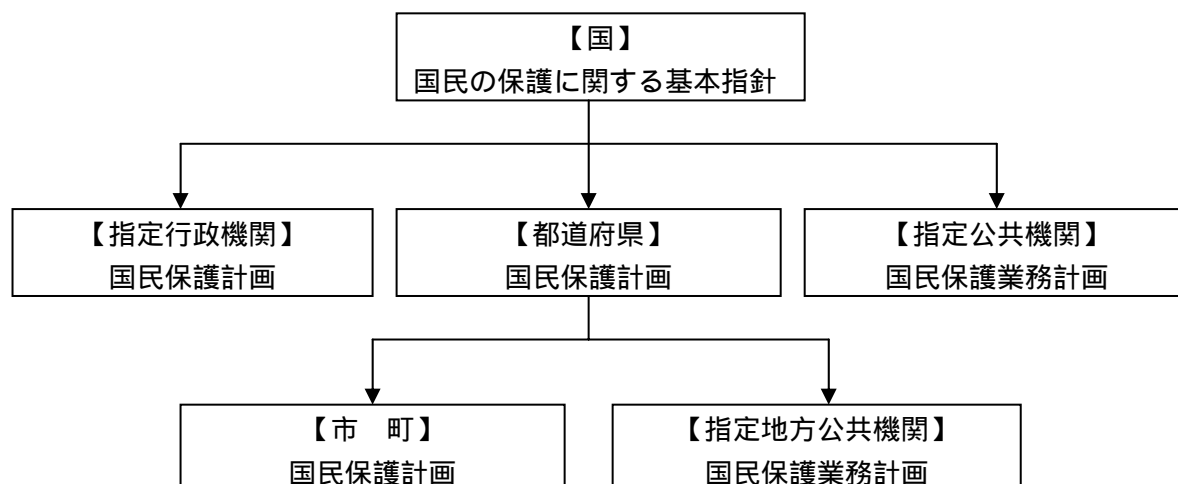 【国】
国民の保護に関する基本指針
【指定行政機関】
国民保護計画
【都道府県】
国民保護計画
【指定公共機関】
国民保護業務計画
【市　町】
国民保護計画
【指定地方公共機関】
国民保護業務計画